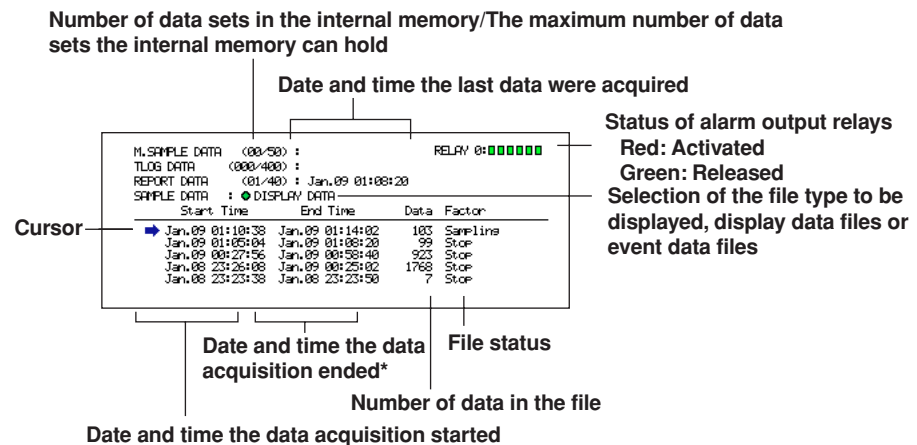 Number of data sets in the internal memory/The maximum number of data
sets the internal memory can hold
Date and time the last data were acquired
Status of alarm output relays
Red: Activated
Green: Released
Selection of the file type to be
displayed, display data files or
event data files
M.SAMPLE DATA (00/50) : RELAY 0:
TLOG DATA (000/400) :
REPORT DATA (01/40) : Jan.09 01:08:20
SAMPLE DATA : DISPLAY DATA
Start Time End Time Data Factor
Cursor
Jan.09 01:10:38 Jan.09 01:14:02 103 Sampling
Jan.09 01:05:04 Jan.09 01:08:20 99 Stop
Jan.09 00:27:56 Jan.09 00:58:40 923 Stop
Jan.08 23:26:08 Jan.09 00:25:02 1768 Stop
Jan.08 23:23:38 Jan.08 23:23:50 7 Stop
Date and time the data
acquisition ended*
File status
Number of data in the file
Date and time the data acquisition started